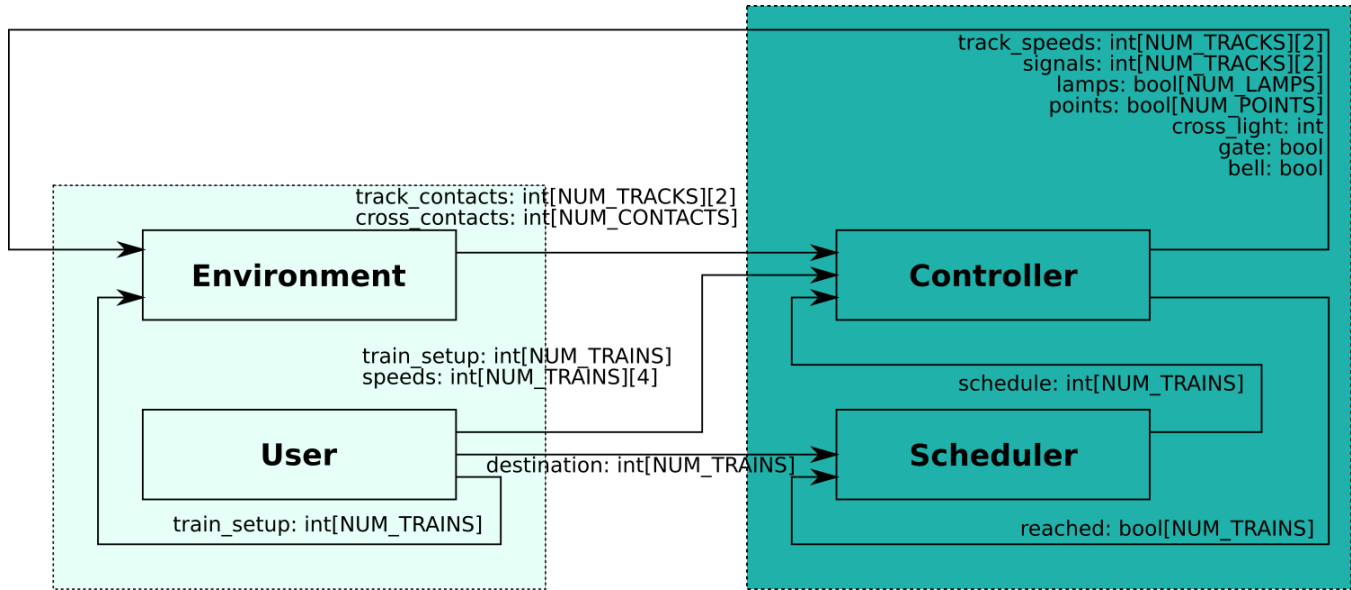 track_speeds: int[NUM_TRACKS][2]
signals: int[NUM_TRACKS][2]
lamps: bool[NUM_LAMPS]
points: bool[NUM_POINTS]
cross_light: int
gate: bool
bell: bool
track_contacts: int[NUM_TRACKS][2]
cross_contacts: int[NUM_CONTACTS]
Environment
Controller
train_setup: int[NUM_TRAINS]
speeds: int[NUM_TRAINS][4]
schedule: int[NUM_TRAINS]
User
Scheduler
destination: int[NUM_TRAINS]
train_setup: int[NUM_TRAINS]
reached: bool[NUM_TRAINS]